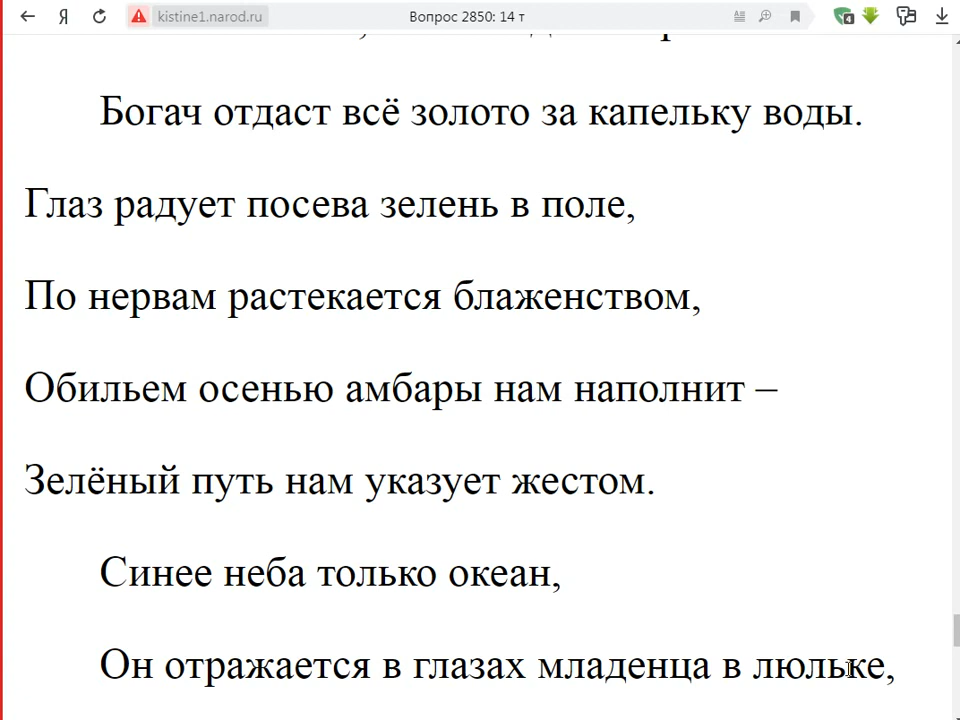 kistine1.narod.ru
Вопрос 2850: 14 т
4
Богач отдаст всё золото за капельку воды.
Глаз радует посева зелень в поле,
По нервам растекается блаженством,
Обильем осенью амбары нам наполнит –
Зелёный путь нам указует жестом.
Синее неба только океан,
Он отражается в глазах младенца в люльке,